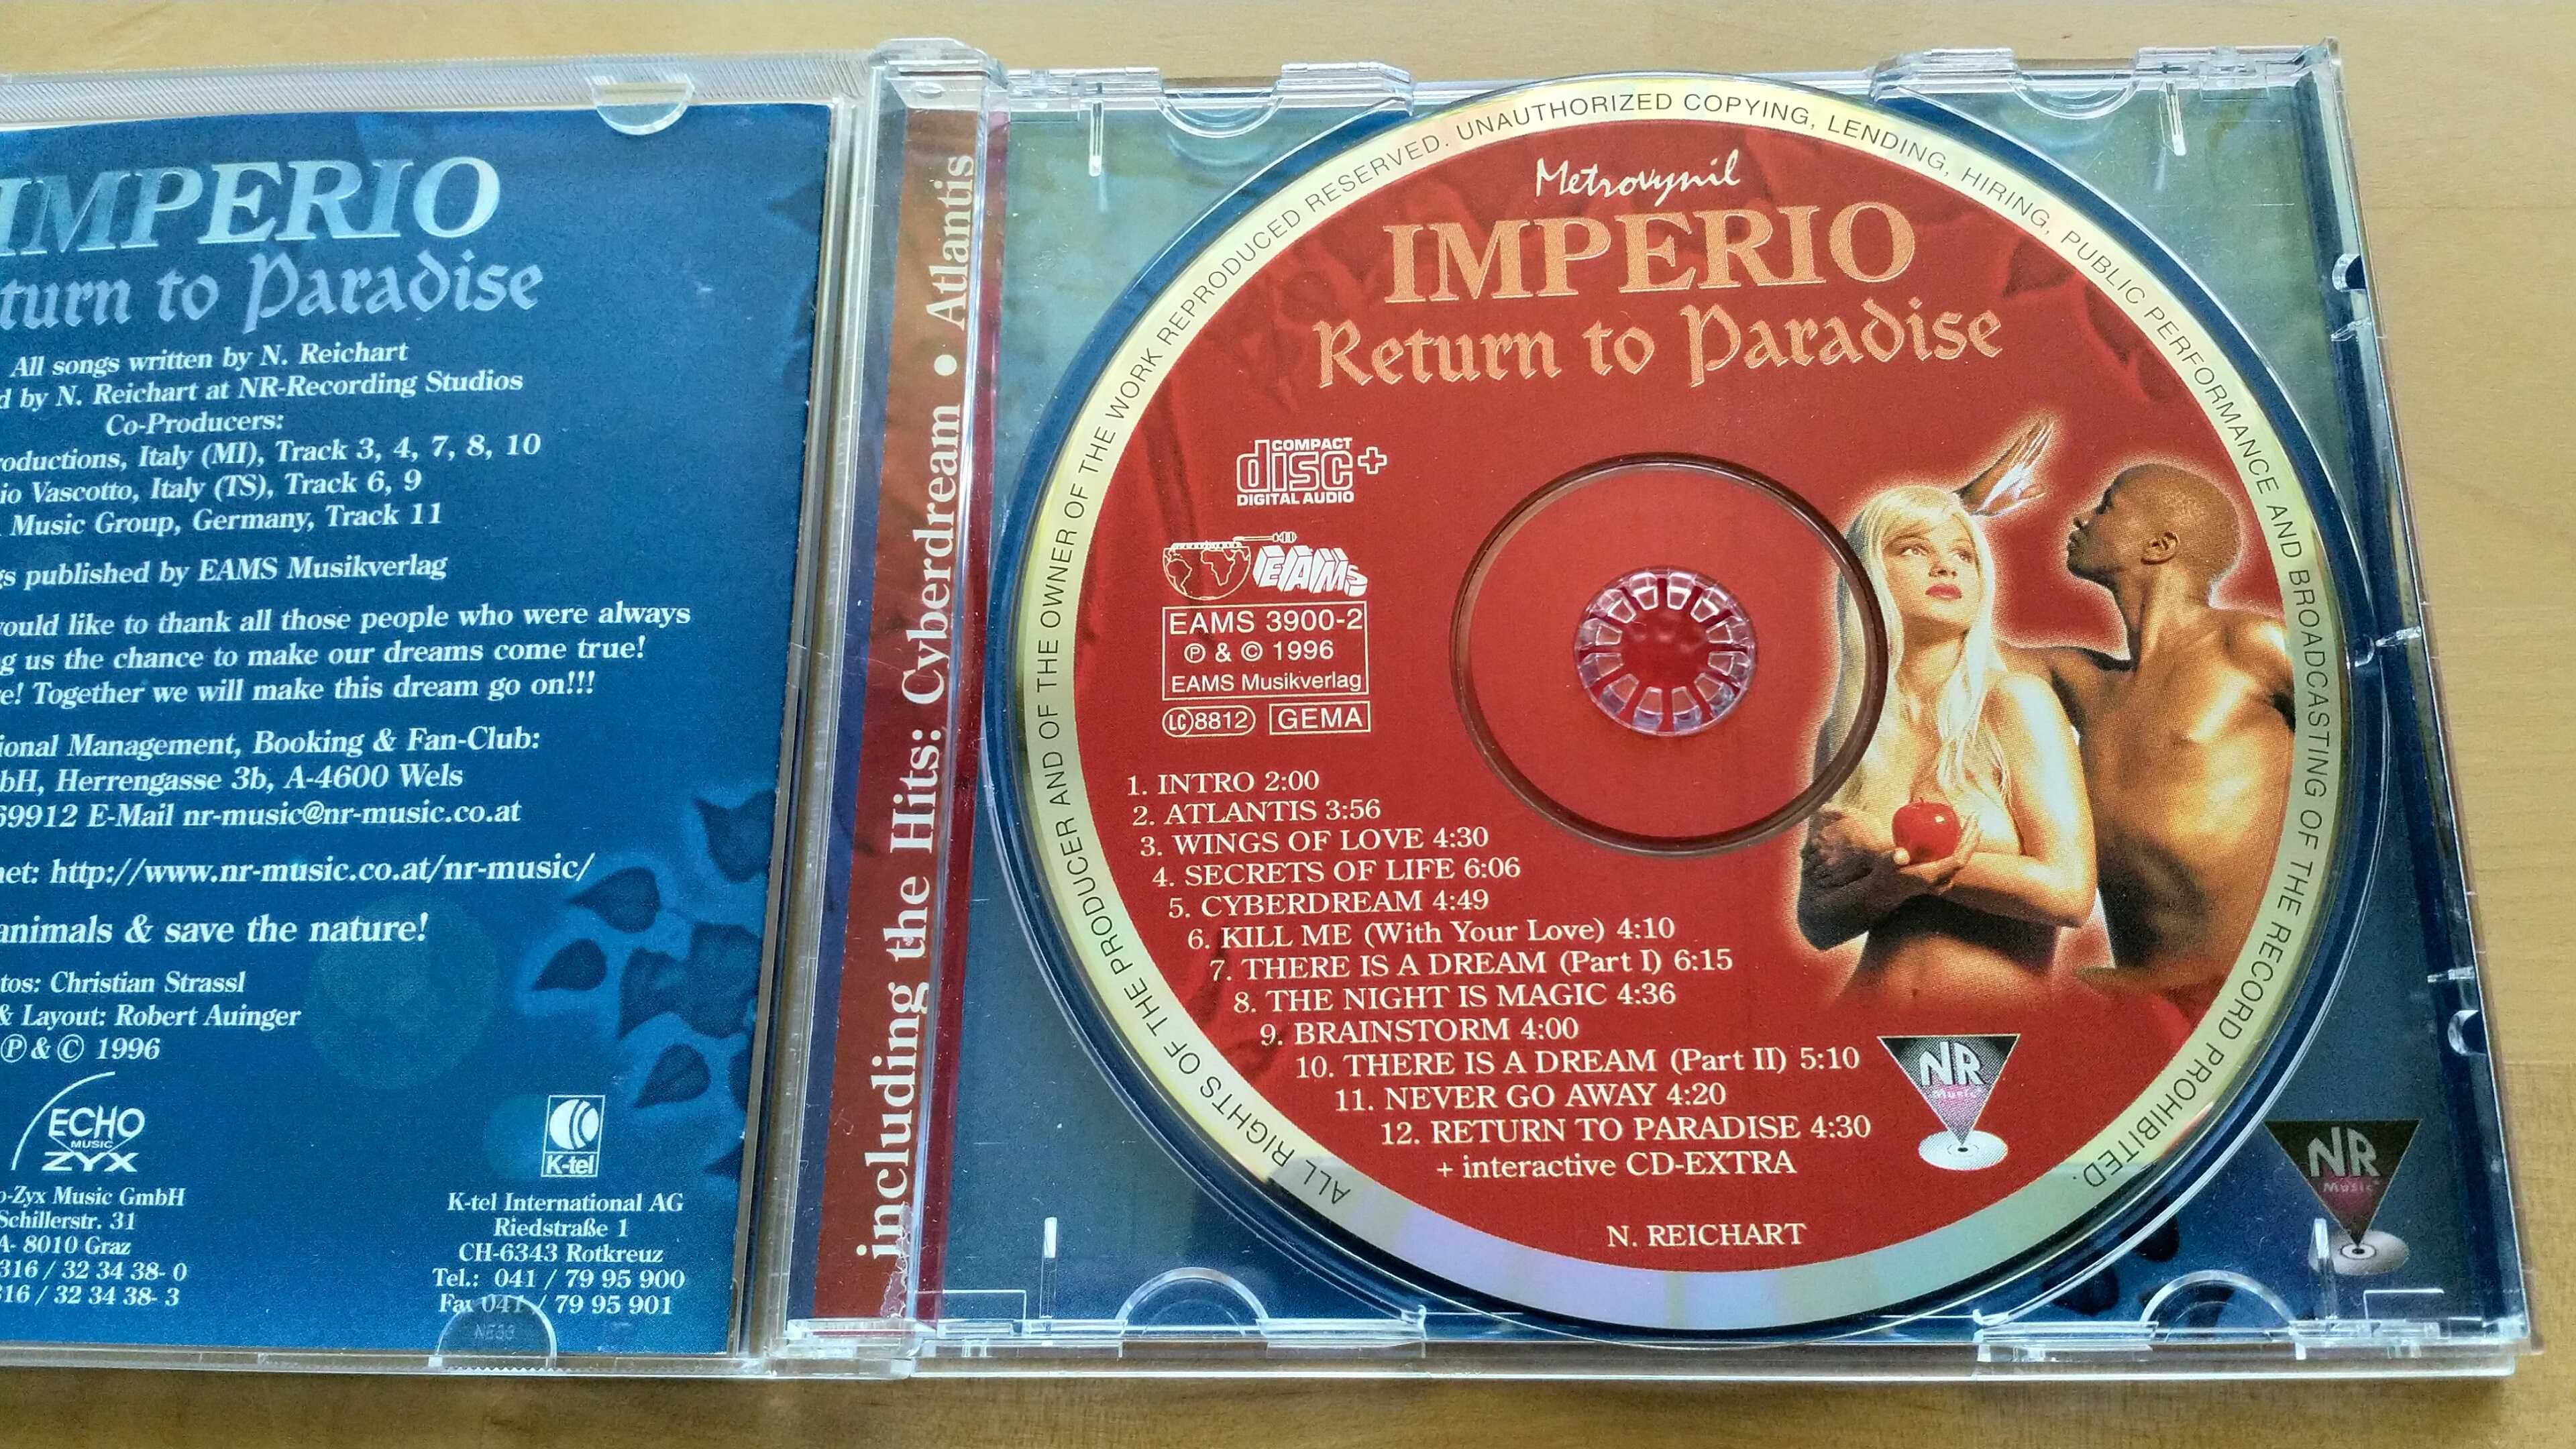 IMPERIO
turn to Paradise
All songs written by N. Reichart
d by N. Reichart at NR-Recording Studios
Co-Producers:
roductions, Italy (MI), Track 3, 4, 7, 8, 10
io Vascotto, Italy (TS), Track 6, 9
Music Group, Germany, Track 11
gs published by EAMS Musikverlag
ould like to thank all those people who were always
g us the chance to make our dreams come true!
e! Together we will make this dream go on!!!
ional Management, Booking & Fan-Club:
bH, Herrengasse 3b, A-4600 Wels
69912 E-Mail nr-music@nr-music.co.at
net: http://www.nr-music.co.at/nr-music/
animals & save the nature!
tos: Christian Strassl
& Layout: Robert Auinger
℗ & © 1996
ECHO
MUSIC
ZYX
o-Zyx Music GmbH
Schillerstr. 31
A- 8010 Graz
316 / 32 34 38- 0
316 / 32 34 38- 3
K-tel
K-tel International AG
Riedstraße 1
CH-6343 Rotkreuz
Tel.: 041 / 79 95 900
Fax 041 / 79 95 901
including the Hits: Cyberdream • Atlantis
ALL RIGHTS OF THE PRODUCER AND OF THE OWNER OF THE WORK REPRODUCED RESERVED. UNAUTHORIZED COPYING, LENDING, HIRING, PUBLIC PERFORMANCE AND BROADCASTING OF THE RECORD PROHIBITED.
Metrovynil
IMPERIO
Return to Paradise
COMPACT
disc+
DIGITAL AUDIO
EAMS
EAMS 3900-2
℗ & © 1996
EAMS Musikverlag
LC 8812 GEMA
1. INTRO 2:00
2. ATLANTIS 3:56
3. WINGS OF LOVE 4:30
4. SECRETS OF LIFE 6:06
5. CYBERDREAM 4:49
6. KILL ME (With Your Love) 4:10
7. THERE IS A DREAM (Part I) 6:15
8. THE NIGHT IS MAGIC 4:36
9. BRAINSTORM 4:00
10. THERE IS A DREAM (Part II) 5:10
11. NEVER GO AWAY 4:20
12. RETURN TO PARADISE 4:30
+ interactive CD-EXTRA
N. REICHART
NR
Music
NR
Music